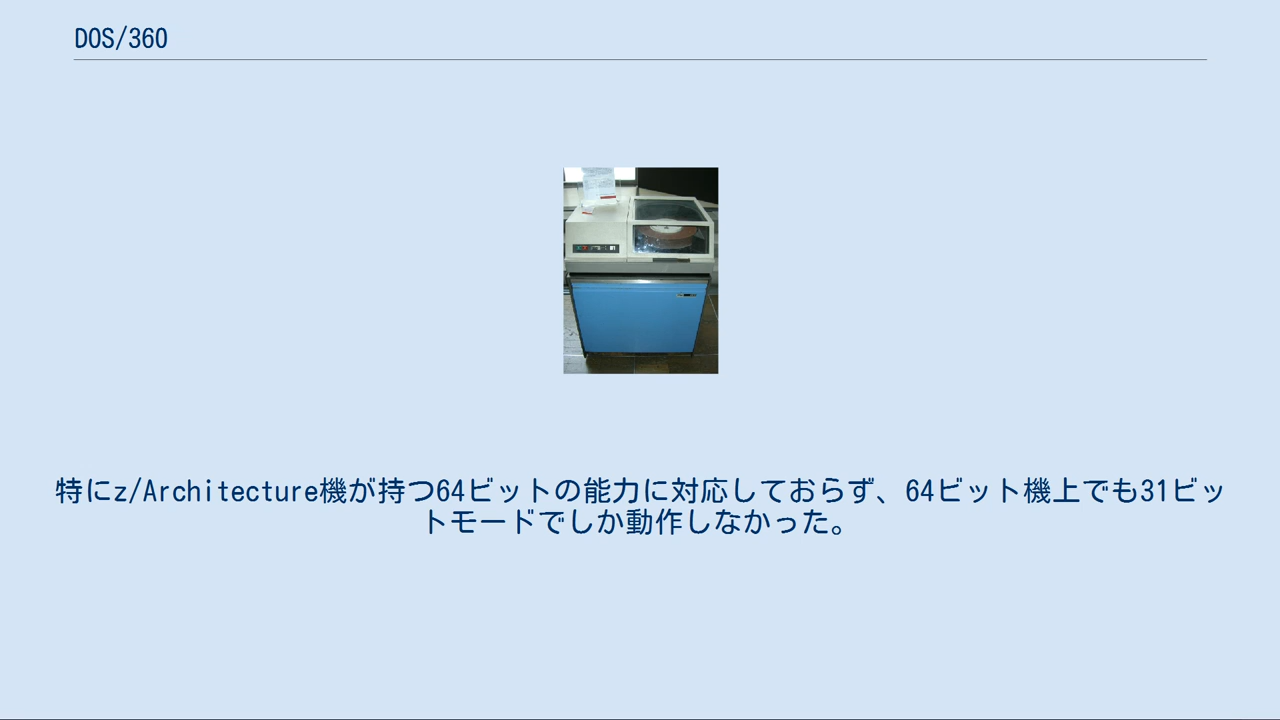 DOS/360
特にz/Architecture機が持つ64ビットの能力に対応しておらず、64ビット機上でも31ビッ
トモードでしか動作しなかった。